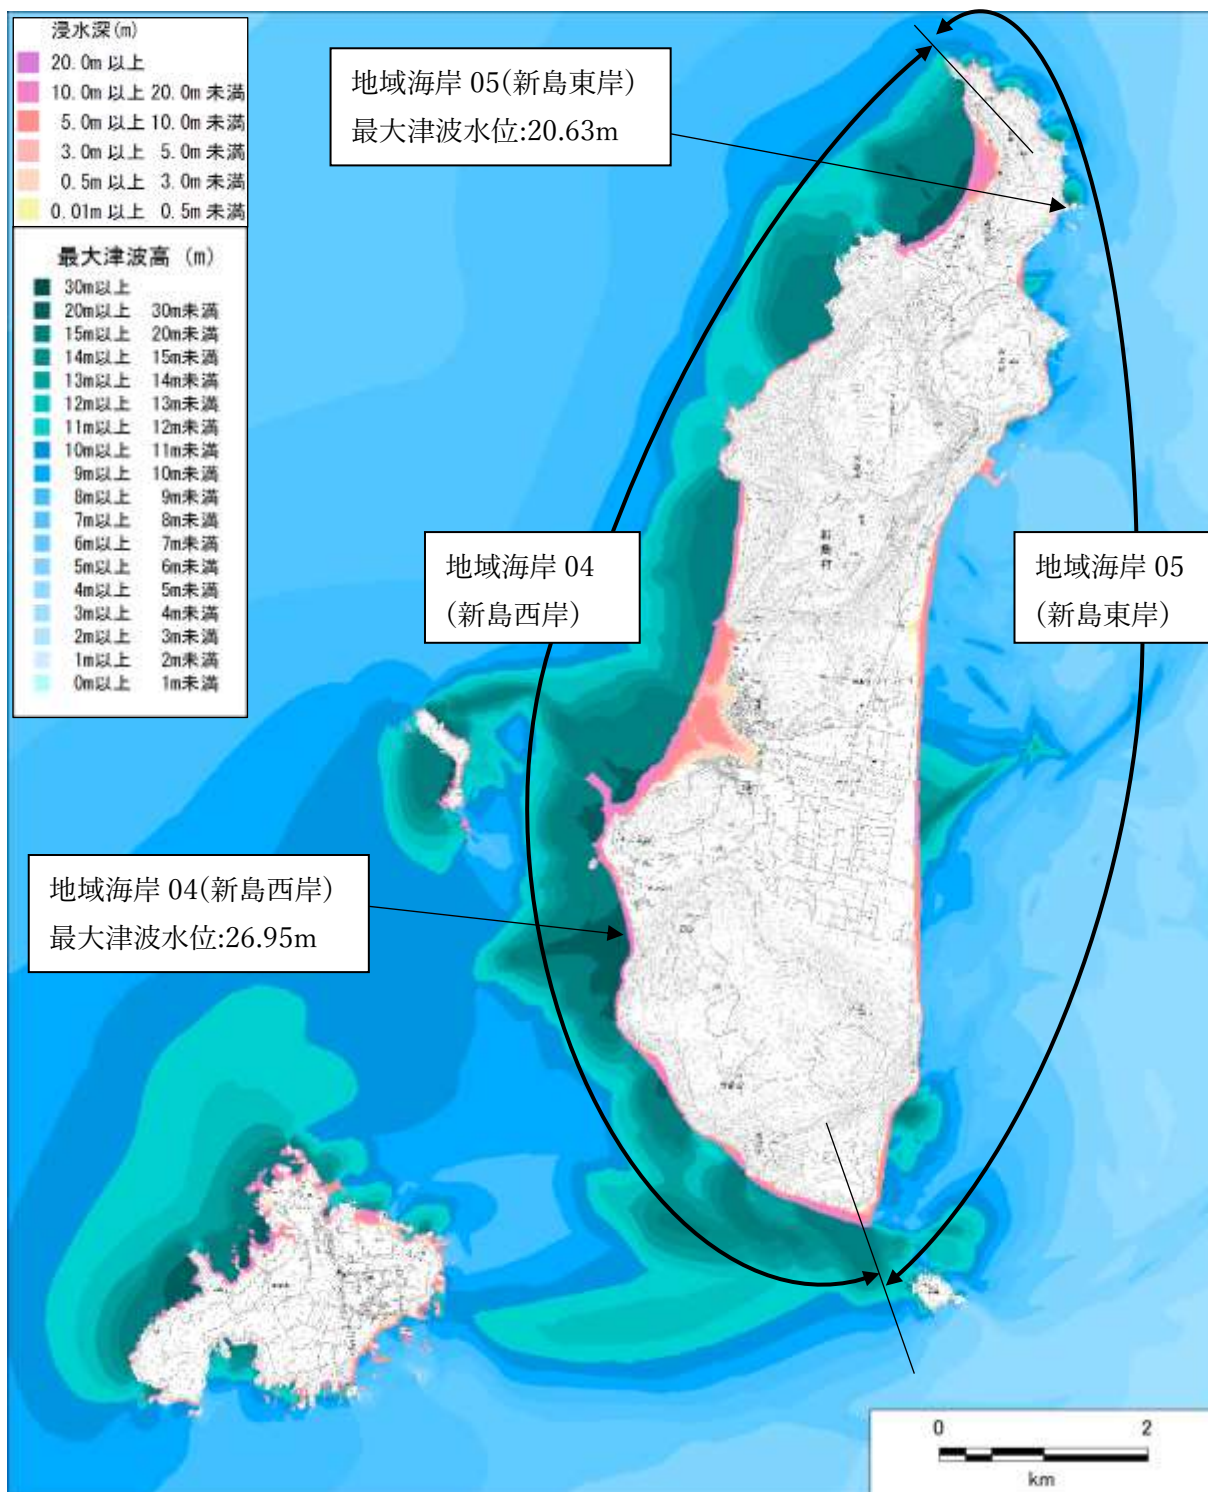 浸水深(m)
20.0m 以上
10.0m 以上 20.0m 未満
5.0m 以上 10.0m 未満
3.0m 以上 5.0m 未満
0.5m 以上 3.0m 未満
0.01m 以上 0.5m 未満
最大津波高 (m)
30m以上
20m以上 30m未満
15m以上 20m未満
14m以上 15m未満
13m以上 14m未満
12m以上 13m未満
11m以上 12m未満
10m以上 11m未満
9m以上 10m未満
8m以上 9m未満
7m以上 8m未満
6m以上 7m未満
5m以上 6m未満
4m以上 5m未満
3m以上 4m未満
2m以上 3m未満
1m以上 2m未満
0m以上 1m未満
地域海岸 05(新島東岸)
最大津波水位:20.63m
地域海岸 04
(新島西岸)
地域海岸 05
(新島東岸)
地域海岸 04(新島西岸)
最大津波水位:26.95m
新島村
0 2
km